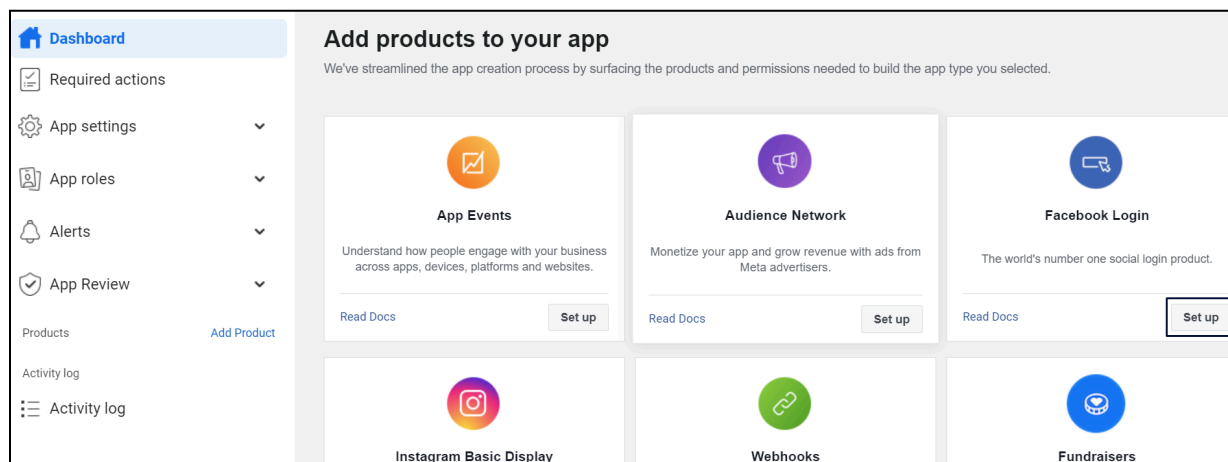 Dashboard
Required actions
App settings
App roles
Alerts
App Review
Products
Add Product
Activity log
Activity log
Add products to your app
We've streamlined the app creation process by surfacing the products and permissions needed to build the app type you selected.
App Events
Understand how people engage with your business
across apps, devices, platforms and websites.
Read Docs
Set up
Audience Network
Monetize your app and grow revenue with ads from
Meta advertisers.
Read Docs
Set up
Facebook Login
The world's number one social login product.
Read Docs
Set up
Instagram Basic Display
Webhooks
Fundraisers